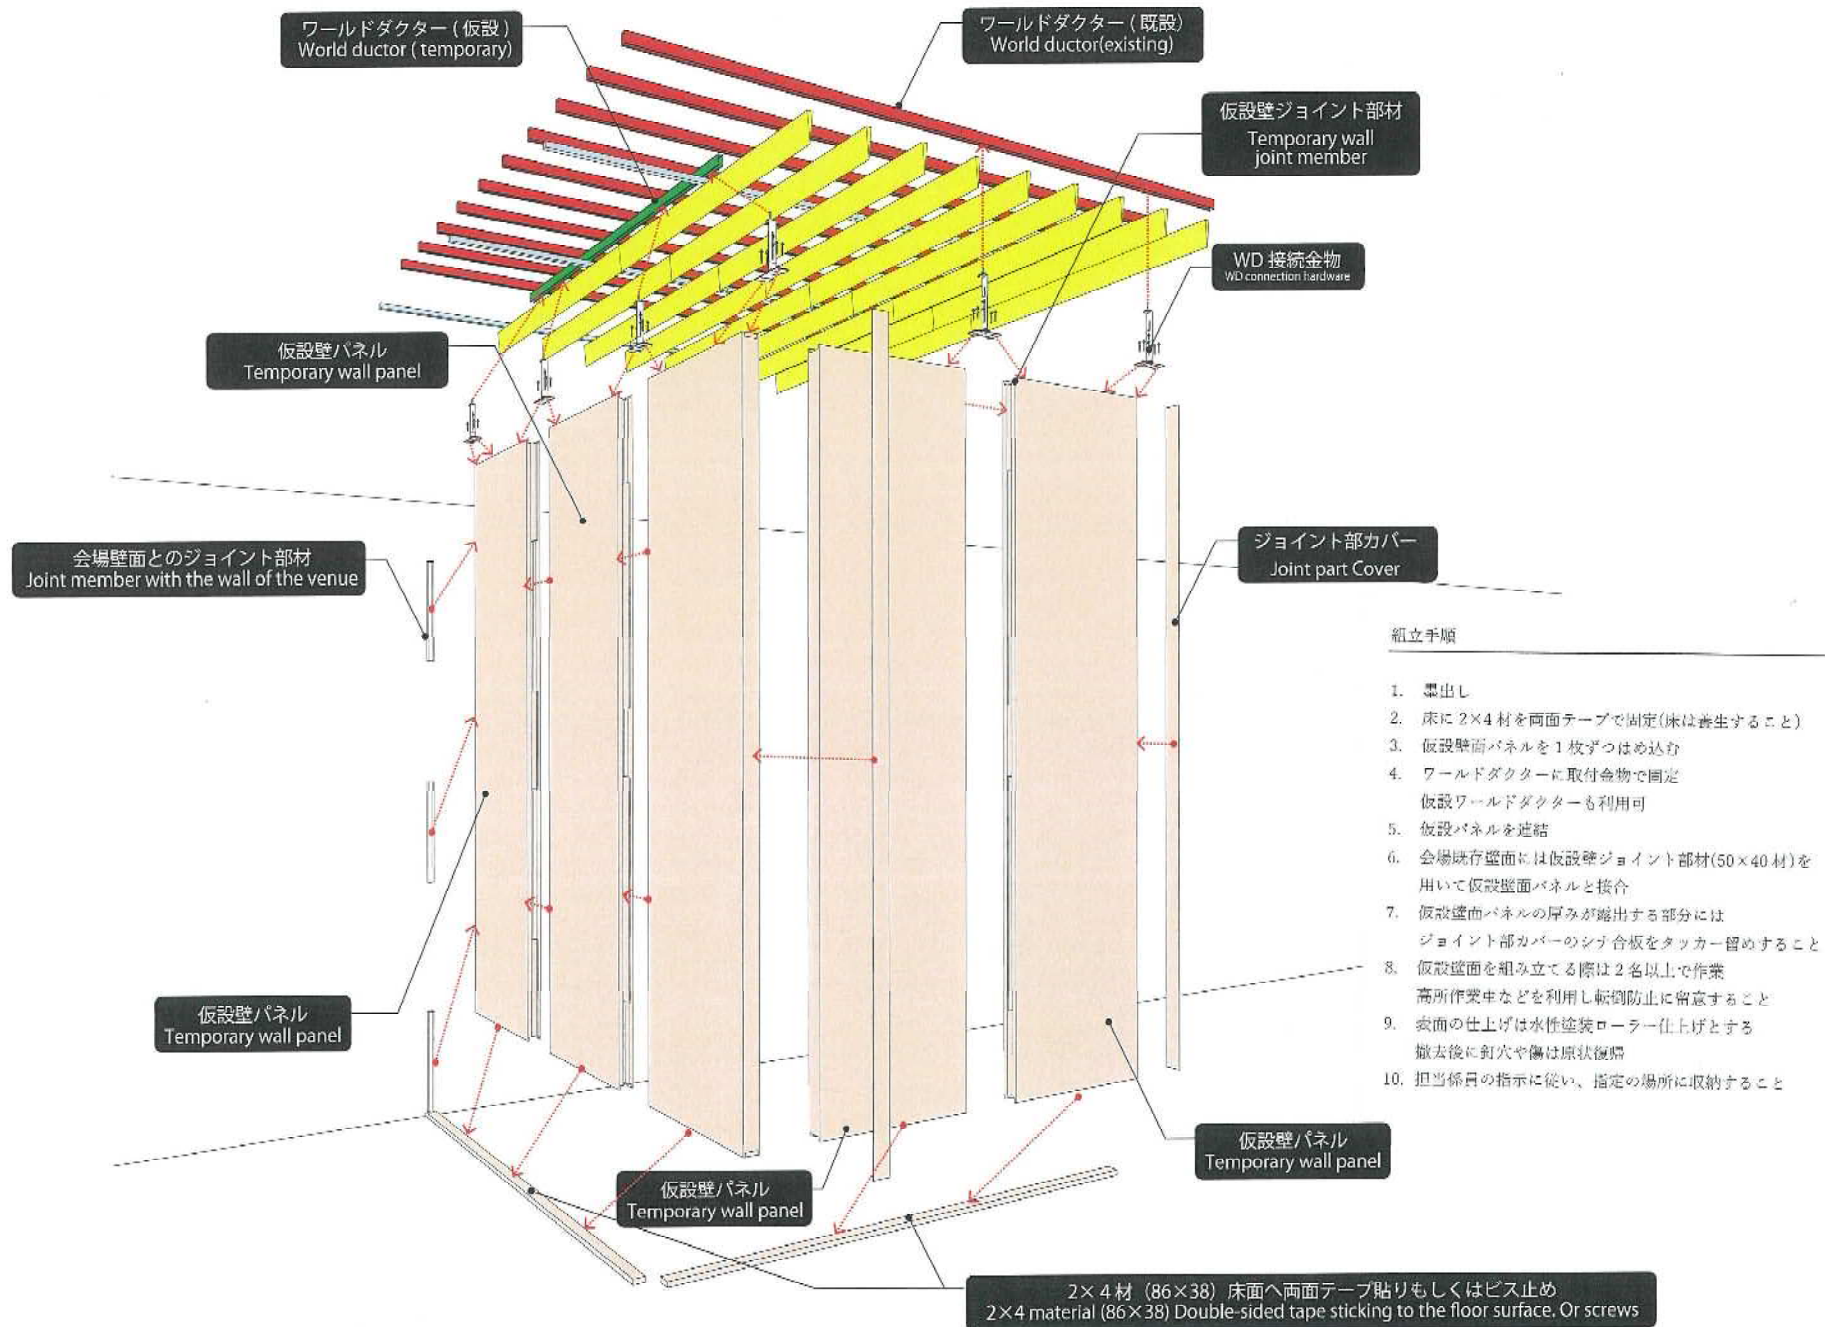 ワールドダクター ( 仮設 )
World ductor ( temporary)
ワールドダクター ( 既設)
World ductor(existing)
仮設壁ジョイント部材
Temporary wall
joint member
WD 接続金物
WD connection hardware
仮設壁パネル
Temporary wall panel
会場壁面とのジョイント部材
Joint member with the wall of the venue
ジョイント部カバー
Joint part Cover
仮設壁パネル
Temporary wall panel
仮設壁パネル
Temporary wall panel
仮設壁パネル
Temporary wall panel
2×4材 (86×38) 床面へ両面テープ貼りもしくはビス止め
2×4 material (86×38) Double-sided tape sticking to the floor surface. Or screws
組立手順
1. 墨出し
2. 床に 2×4 材を両面テープで固定(床は養生すること)
3. 仮設壁面パネルを 1 枚ずつはめ込む
4. ワールドダクターに取付金物で固定
仮設ワールドダクターも利用可
5. 仮設パネルを連結
6. 会場既存壁面には仮設壁ジョイント部材(50×40 材)を
用いて仮設壁面パネルと接合
7. 仮設壁面パネルの厚みが露出する部分には
ジョイント部カバーのシナ合板をタッカー留めすること
8. 仮設壁面を組み立てる際は 2 名以上で作業
高所作業車などを利用し転倒防止に留意すること
9. 表面の仕上げは水性塗装ローラー仕上げとする
撤去後に釘穴や傷は原状復帰
10. 担当係員の指示に従い、指定の場所に収納すること